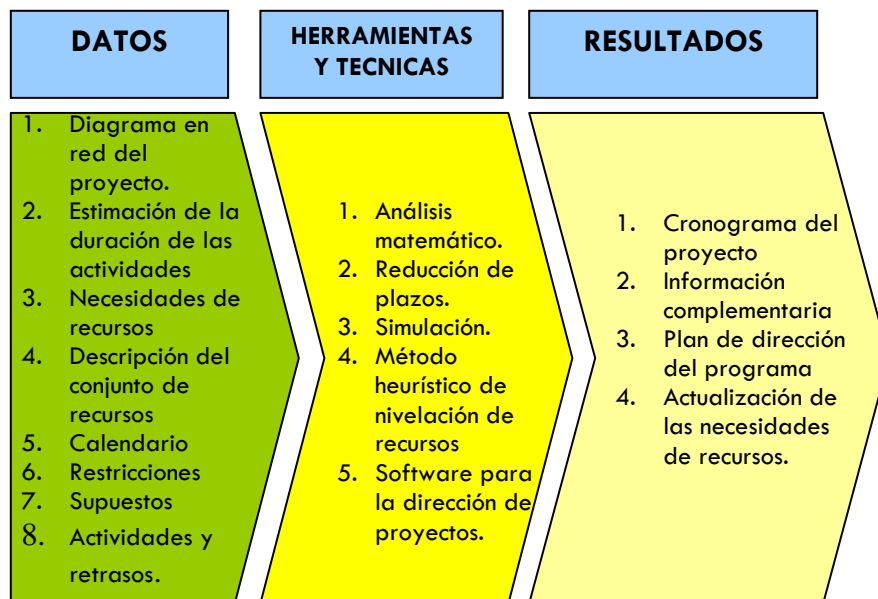 DATOS
1. Diagrama en
red del
proyecto.
2. Estimación de la
duración de las
actividades
3. Necesidades de
recursos
4. Descripción del
conjunto de
recursos
5. Calendario
6. Restricciones
7. Supuestos
8. Actividades y
retrasos.
HERRAMIENTAS
Y TECNICAS
1. Análisis
matemático.
2. Reducción de
plazos.
3. Simulación.
4. Método
heurístico de
nivelación de
recursos
5. Software para
la dirección de
proyectos.
RESULTADOS
1. Cronograma del
proyecto
2. Información
complementaria
3. Plan de dirección
del programa
4. Actualización de
las necesidades
de recursos.